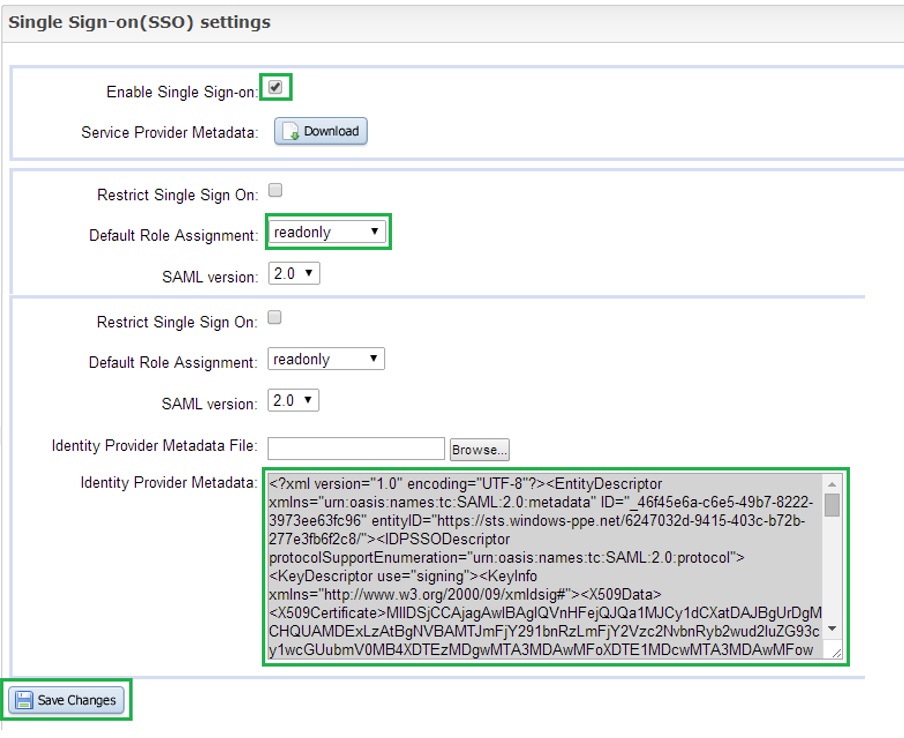 Single Sign-on(SSO) settings
Enable Single Sign-on:
Service Provider Metadata: Download
Restrict Single Sign On:
Default Role Assignment: readonly
SAML version: 2.0
Restrict Single Sign On:
Default Role Assignment: readonly
SAML version: 2.0
Identity Provider Metadata File: Browse...
Identity Provider Metadata: <?xml version="1.0" encoding="UTF-8"?><EntityDescriptor
xmlns="urn:oasis:names:tc:SAML:2.0:metadata" ID="_46f45e6a-c6e5-49b7-8222-
3973ee63fc96" entityID="https://sts.windows-ppe.net/6247032d-9415-403c-b72b-
277e3fb6f2c8/"><IDPSSODescriptor
protocolSupportEnumeration="urn:oasis:names:tc:SAML:2.0:protocol">
<KeyDescriptor use="signing"><KeyInfo
xmlns="http://www.w3.org/2000/09/xmldsig#"><X509Data>
<X509Certificate>MIIDSjCCAjagAwIBAgIQVnHFejQJQa1MJCy1dCXatDAJBgUrDgM
CHQUAMDExLzAtBgNVBAMTJmFjY291bnRzLmFjY2Vzc2NvbnRyb2wud2luZG93c
y1wcGUubmV0MB4XDTEzMDgwMTA3MDAwMFoXDTE1MDcwMTA3MDAwMFow
Save Changes